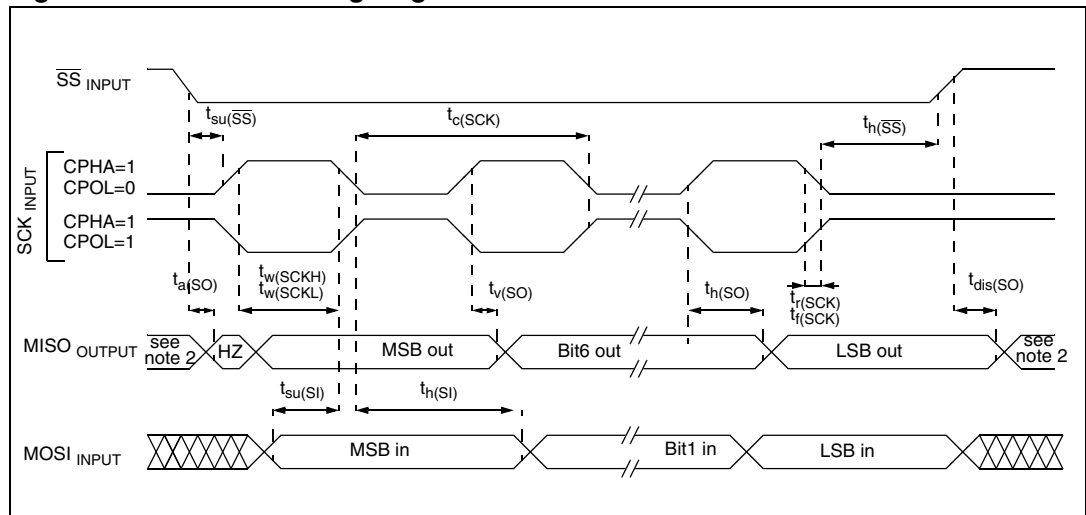 SS INPUT
tsu(SS)
tc(SCK)
th(SS)
SCK INPUT
CPHA=1
CPOL=0
CPHA=1
CPOL=1
ta(SO)
tw(SCKH)
tw(SCKL)
tv(SO)
th(SO)
tr(SCK)
tf(SCK)
tdis(SO)
MISO OUTPUT
see
note 2
HZ
MSB out
Bit6 out
LSB out
see
note 2
tsu(SI)
th(SI)
MOSI INPUT
MSB in
Bit1 in
LSB in